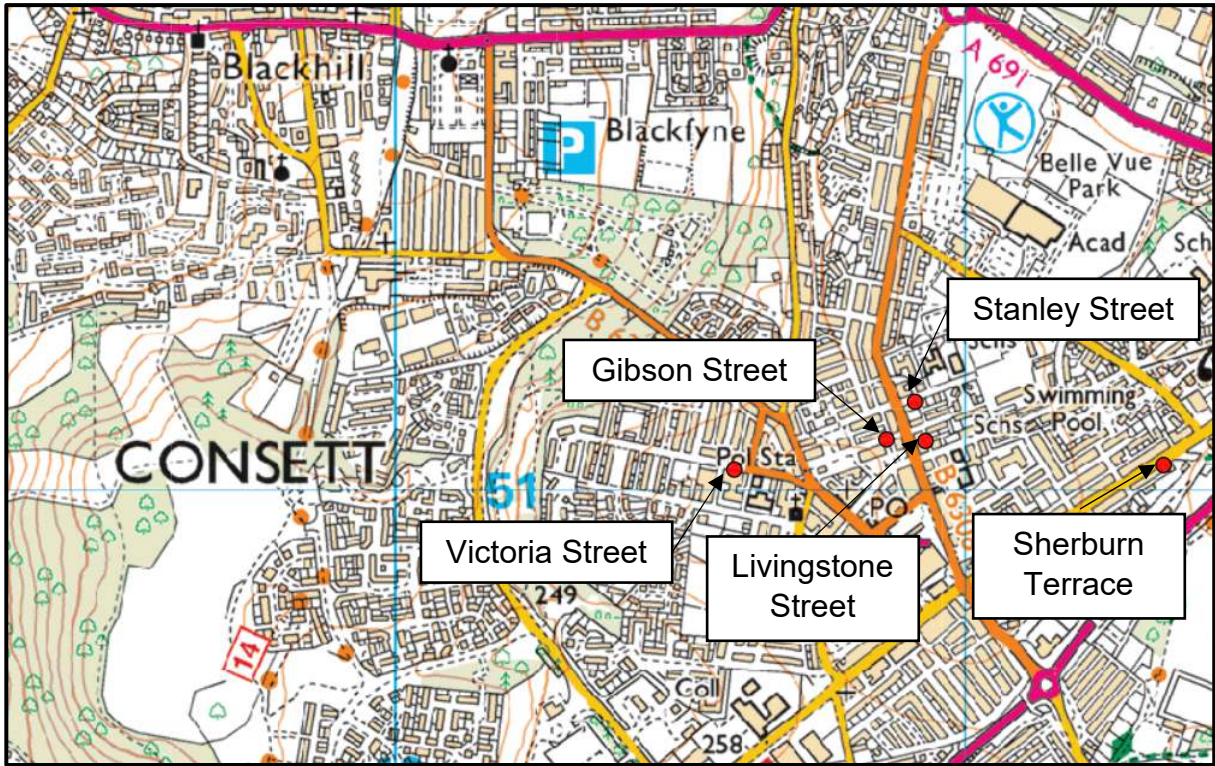 Blackhill
A 691
Blackfyne
P
Belle Vue
Park
Acad
Sch
Stanley Street
Schs
Gibson Street
Swimming
Pool
Schs
CONSETT
Pol Sta
51
PO
Victoria Street
Livingstone
Street
Sherburn
Terrace
249
14
Coll
258